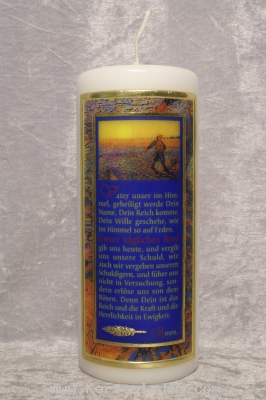 Vater unser im Him-
mel, geheiligt werde Dein
Name, Dein Reich komme,
Dein Wille geschehe, wie
im Himmel so auf Erden.
Unser tägliches Brot
gib uns heute, und vergib
uns unsere Schuld, wie
auch wir vergeben unseren
Schuldigern, und führe uns
nicht in Versuchung, son-
dern erlöse uns von dem
Bösen. Denn Dein ist das
Reich und die Kraft und die
Herrlichkeit in Ewigkeit.
Amen.